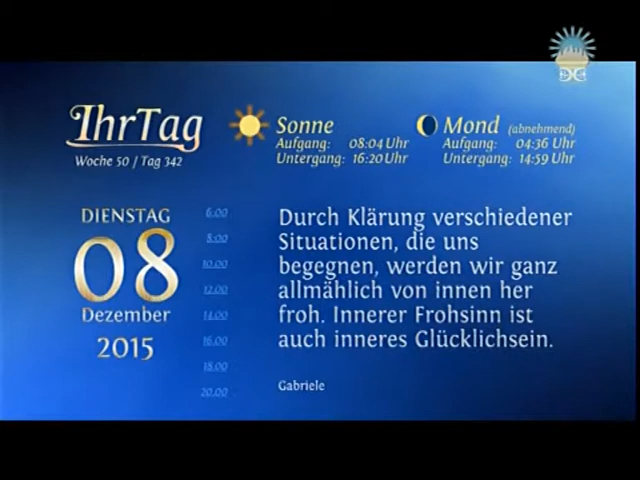 IhrTag
Woche 50 / Tag 342
Sonne
Aufgang: 08:04 Uhr
Untergang: 16:20 Uhr
Mond (abnehmend)
Aufgang: 04:36 Uhr
Untergang: 14:59 Uhr
DIENSTAG
08
Dezember
2015
6.00
8.00
10.00
12.00
14.00
16.00
18.00
20.00
Durch Klärung verschiedener
Situationen, die uns
begegnen, werden wir ganz
allmählich von innen her
froh. Innerer Frohsinn ist
auch inneres Glücklichsein.
Gabriele